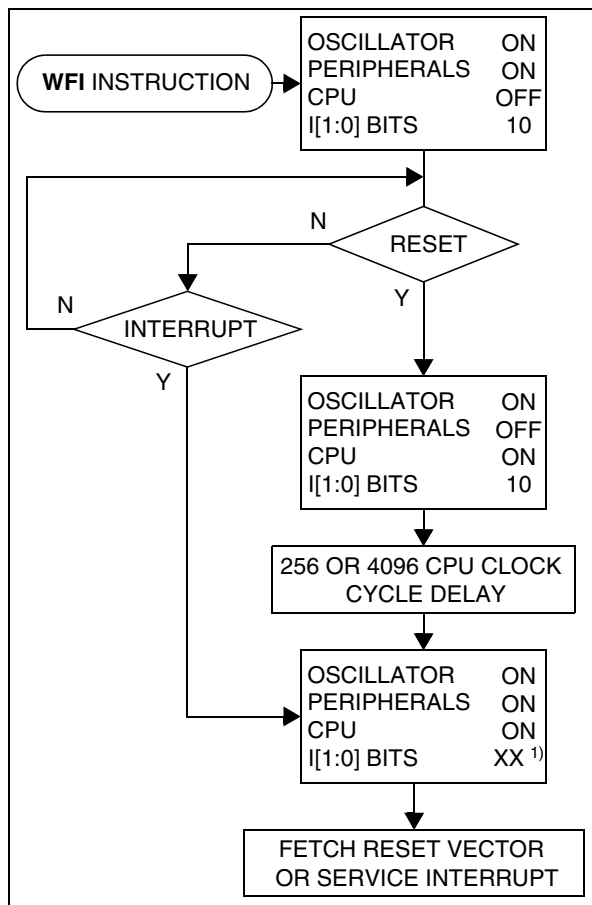 WFI INSTRUCTION
OSCILLATOR ON
PERIPHERALS ON
CPU OFF
I[1:0] BITS 10
N
RESET
Y
N
INTERRUPT
Y
OSCILLATOR ON
PERIPHERALS OFF
CPU ON
I[1:0] BITS 10
256 OR 4096 CPU CLOCK
CYCLE DELAY
OSCILLATOR ON
PERIPHERALS ON
CPU ON
I[1:0] BITS XX 1)
FETCH RESET VECTOR
OR SERVICE INTERRUPT